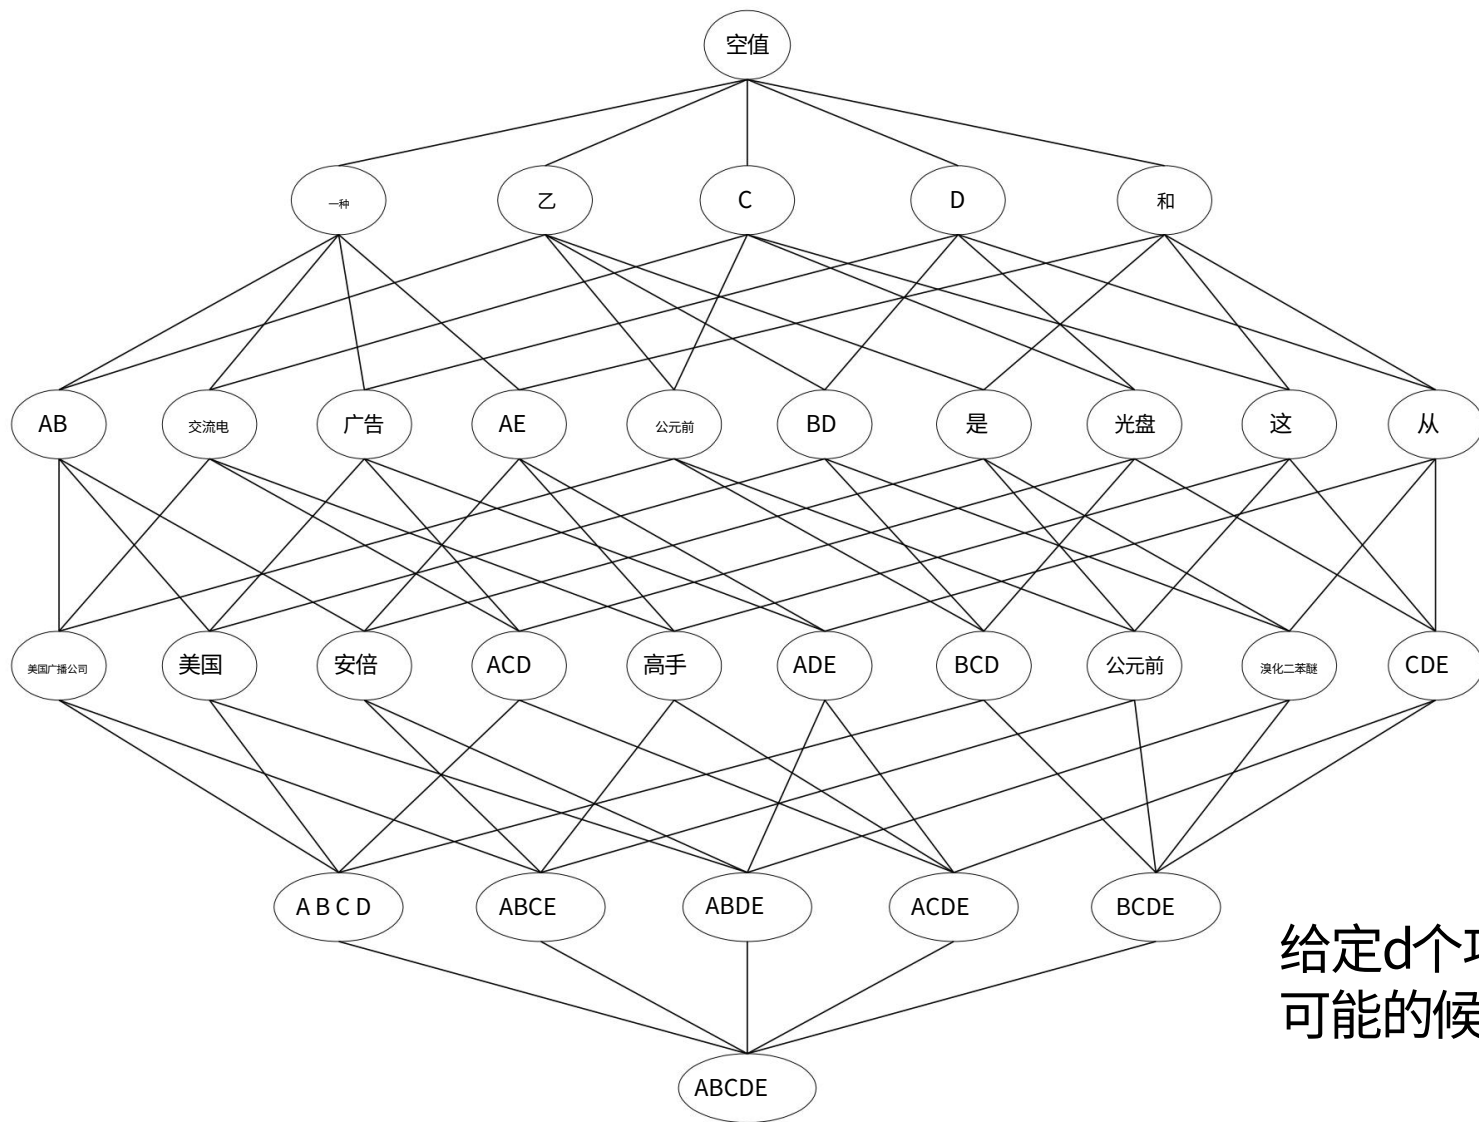 空值
一种
乙
C
D
和
AB
交流电
广告
AE
公元前
BD
是
光盘
这
从
美国广播公司
美国
安倍
ACD
高手
ADE
BCD
公元前
溴化二苯醚
CDE
A B C D
ABCE
ABDE
ACDE
BCDE
给定d个
可能的候
ABCDE